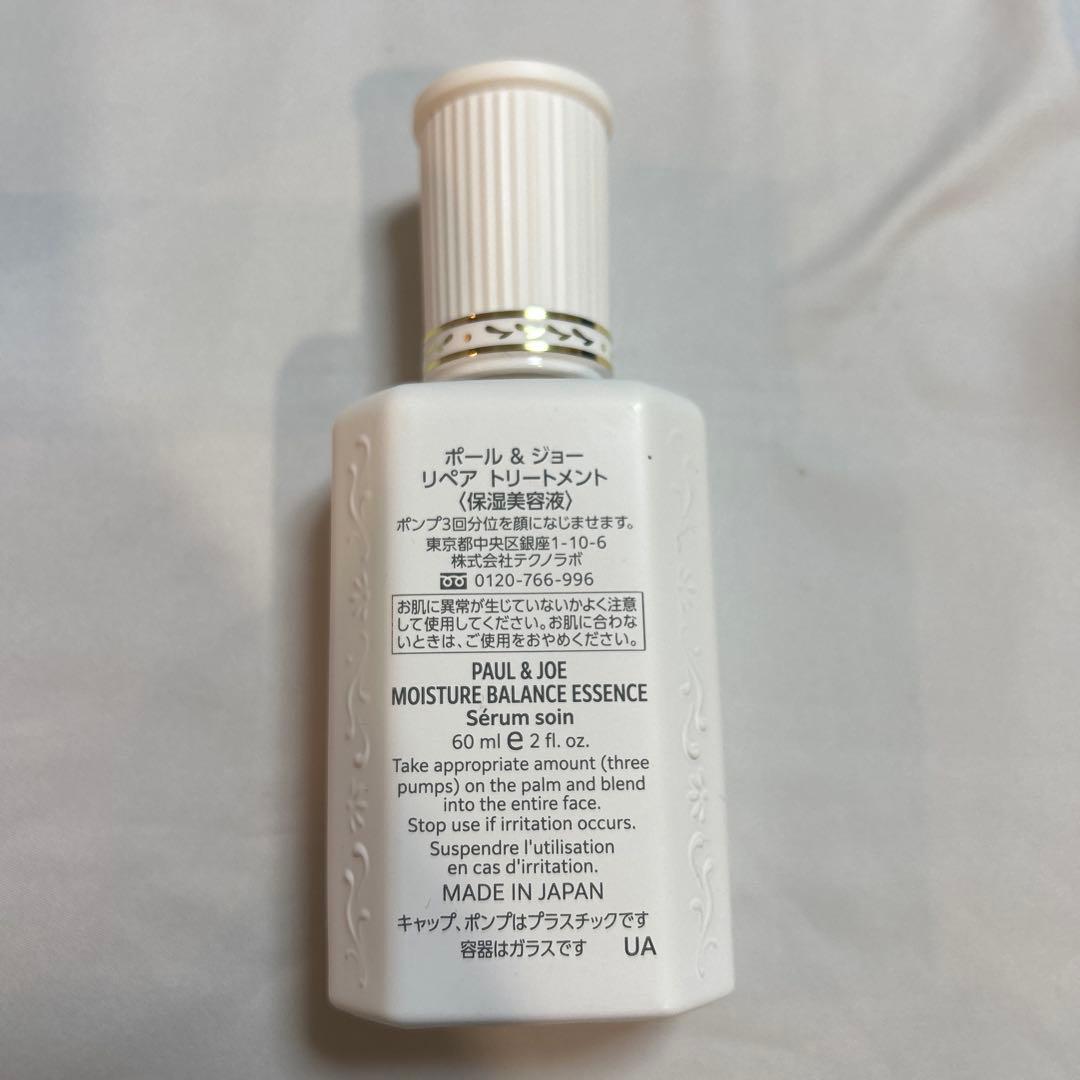 ポール & ジョー
リペア トリートメント
〈保湿美容液〉
ポンプ3回分位を顔になじませます。
東京都中央区銀座1-10-6
株式会社テクノラボ
0120-766-996
お肌に異常が生じていないかよく注意
して使用してください。お肌に合わな
いときは、ご使用をおやめください。
PAUL & JOE
MOISTURE BALANCE ESSENCE
Sérum soin
60 ml e 2 fl. oz.
Take appropriate amount (three
pumps) on the palm and blend
into the entire face.
Stop use if irritation occurs.
Suspendre l'utilisation
en cas d'irritation.
MADE IN JAPAN
キャップ、ポンプはプラスチックです
容器はガラスです UA